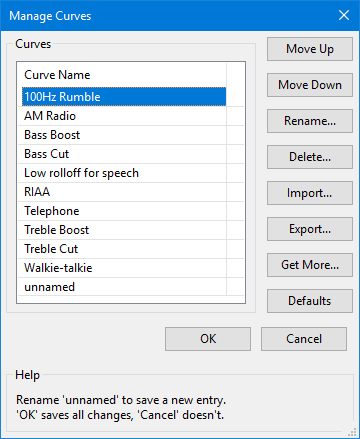 Manage Curves
Curves
Curve Name
100Hz Rumble
AM Radio
Bass Boost
Bass Cut
Low rolloff for speech
RIAA
Telephone
Treble Boost
Treble Cut
Walkie-talkie
unnamed
Move Up
Move Down
Rename...
Delete...
Import...
Export...
Get More...
Defaults
OK
Cancel
Help
Rename 'unnamed' to save a new entry.
'OK' saves all changes, 'Cancel' doesn't.